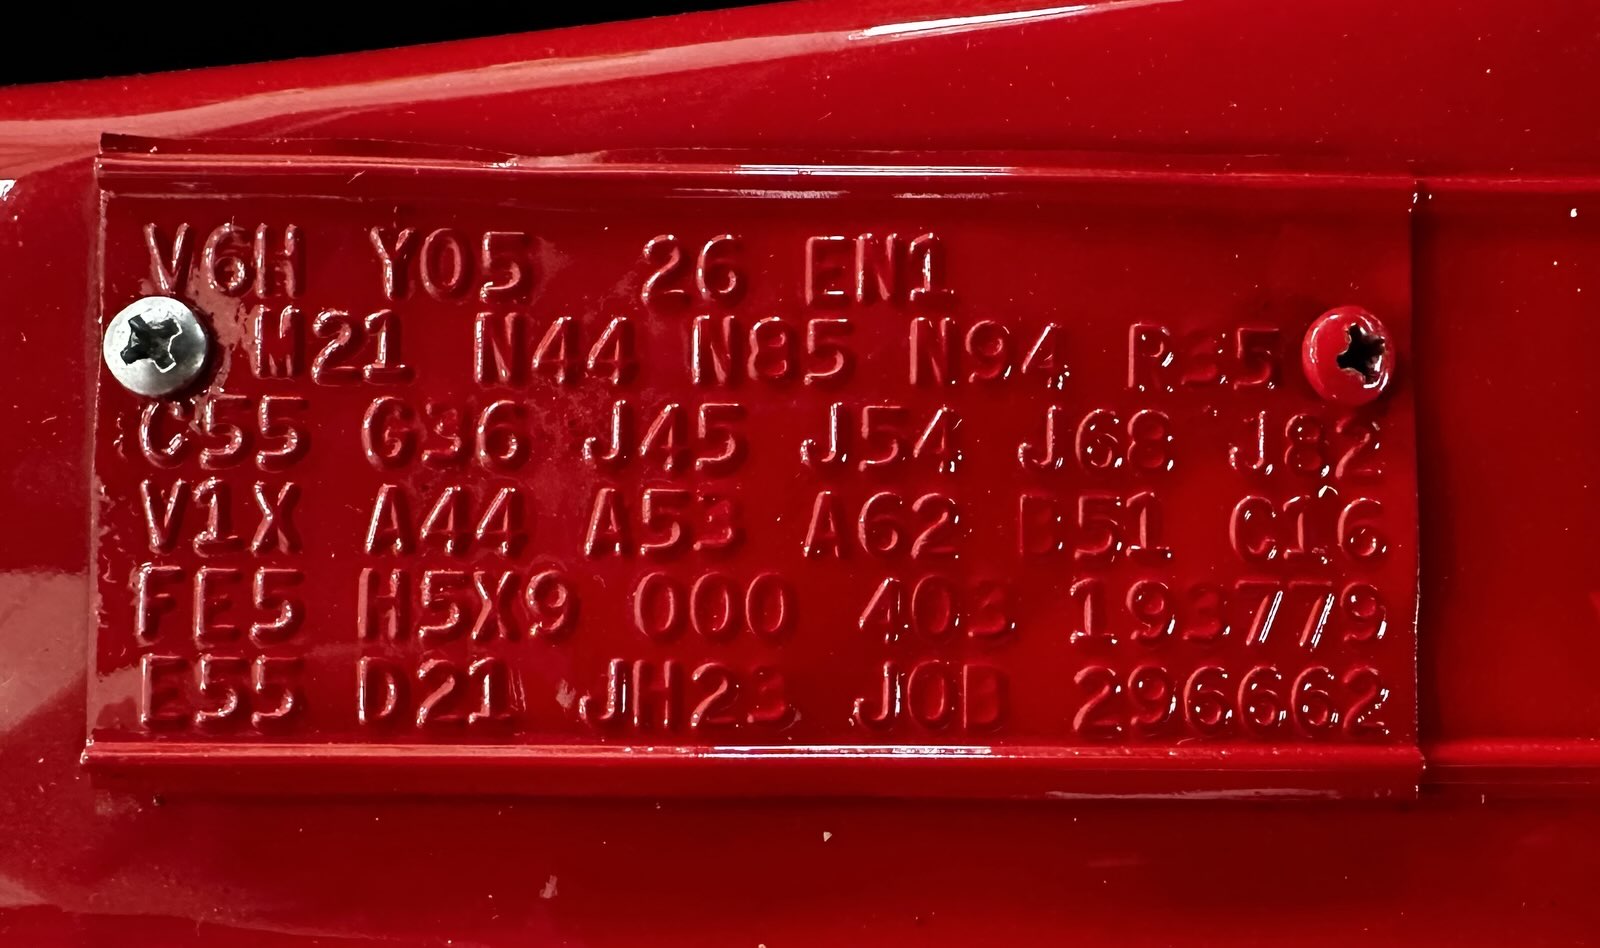 V6H Y05 26 EN1
M21 N44 N85 N94 R35
C55 G36 J45 J54 J68 J82
V1X A44 A53 A62 B51 C16
FE5 H5X9 000 403 193779
E55 D21 JH23 J0B 296662